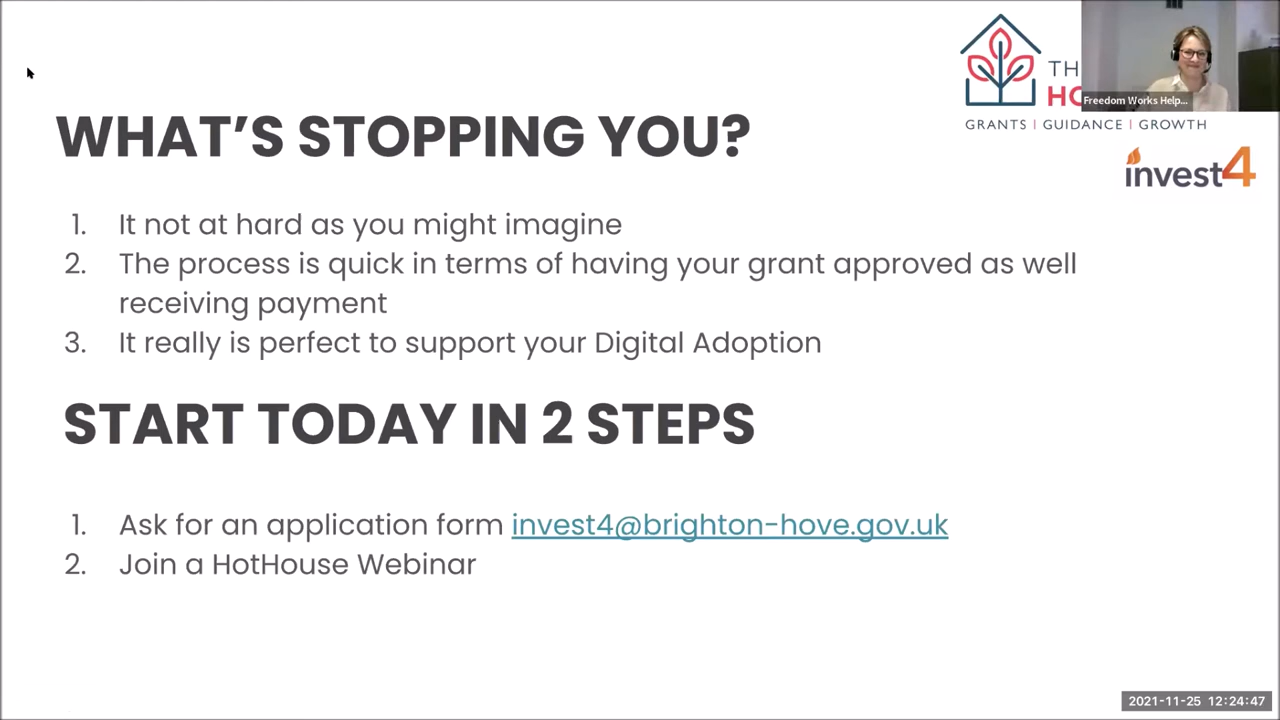 TH
HO
Freedom Works Help...
GRANTS | GUIDANCE | GROWTH
WHAT'S STOPPING YOU?
invest4
1. It not at hard as you might imagine
2. The process is quick in terms of having your grant approved as well
receiving payment
3. It really is perfect to support your Digital Adoption
START TODAY IN 2 STEPS
1. Ask for an application form invest4@brighton-hove.gov.uk
2. Join a HotHouse Webinar
2021-11-25 12:24:47